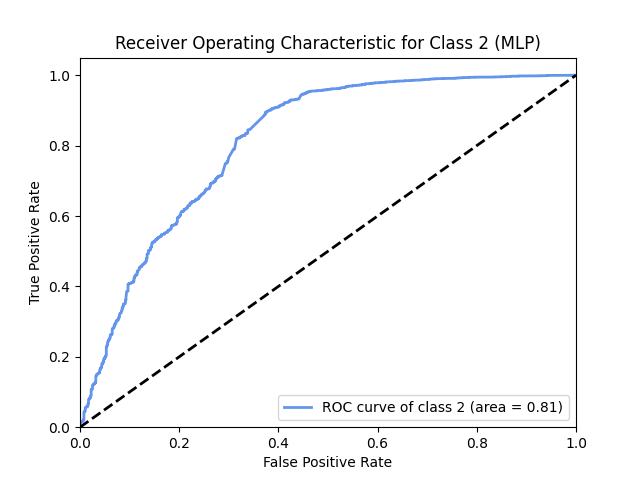 Receiver Operating Characteristic for Class 2 (MLP)
1.0
0.8
0.6
0.4
0.2
0.0
True Positive Rate
ROC curve of class 2 (area = 0.81)
0.0 0.2 0.4 0.6 0.8 1.0
False Positive Rate